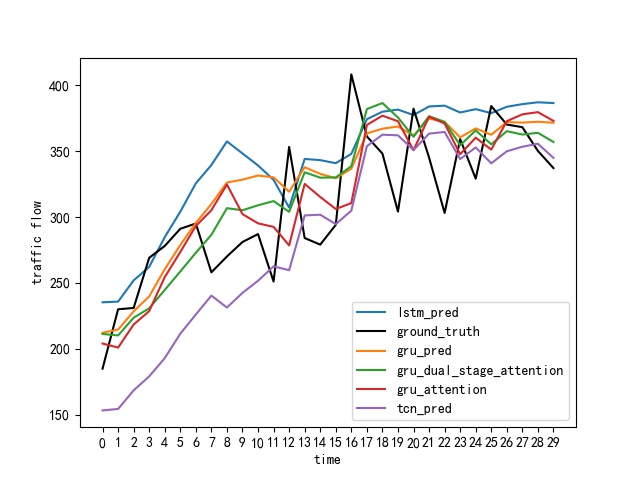 400
350
300
250
200
150
traffic flow
lstm_pred
ground_truth
gru_pred
gru_dual_stage_attention
gru_attention
tcn_pred
0 1 2 3 4 5 6 7 8 9 10 11 12 13 14 15 16 17 18 19 20 21 22 23 24 25 26 27 28 29
time